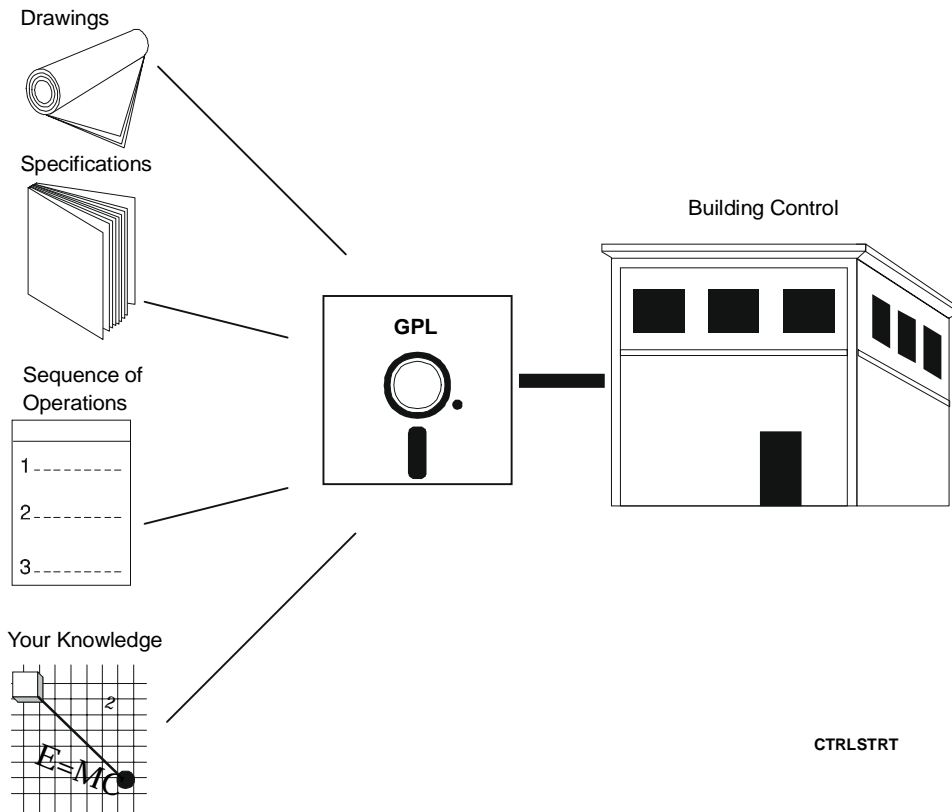 Drawings
Specifications
Building Control
GPL
Sequence of
Operations
1
2
3
Your Knowledge
2
E=MC
CTRLSTRT